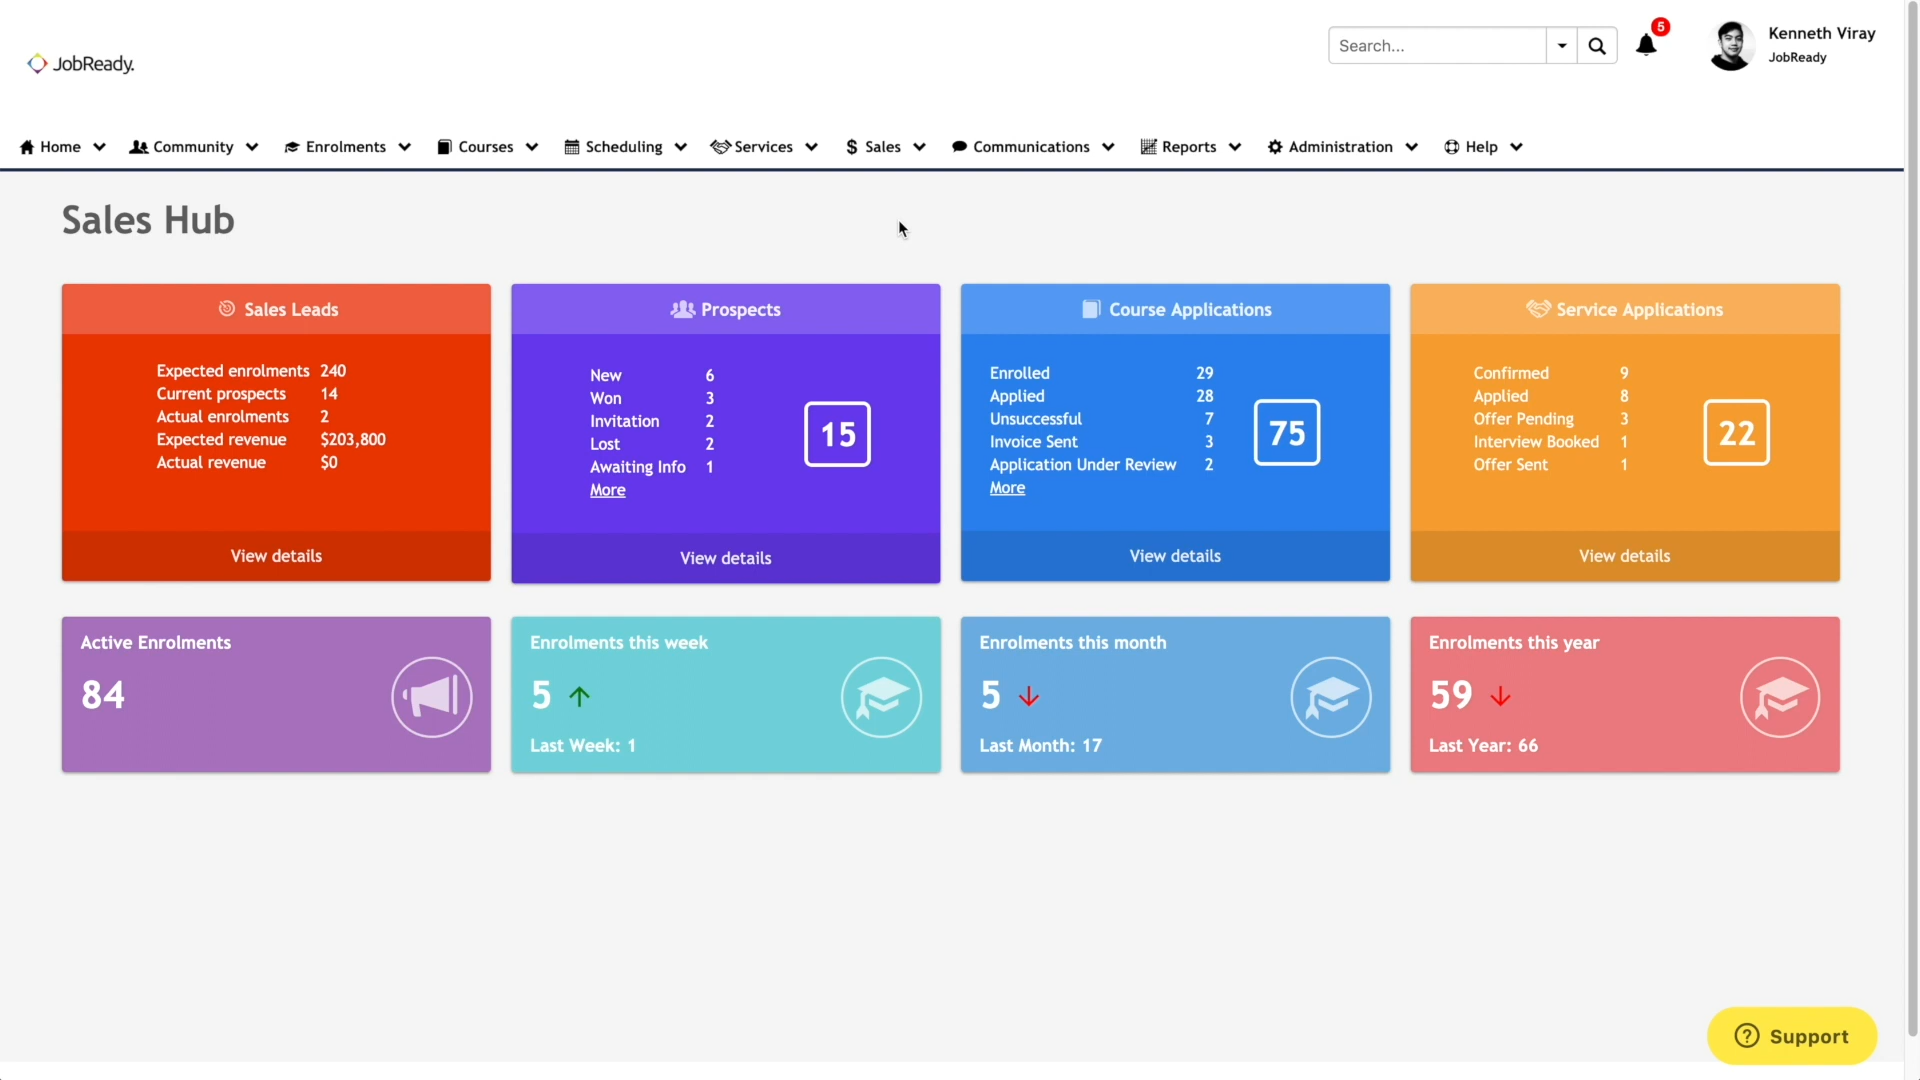 Search...
5
Kenneth Viray
JobReady
JobReady.
Home Community Enrolments Courses Scheduling Services $ Sales Communications Reports Administration Help
Sales Hub
Sales Leads
Expected enrolments 240
Current prospects 14
Actual enrolments 2
Expected revenue $203,800
Actual revenue $0
View details
Prospects
New 6
Won 3
Invitation 2
Lost 2
Awaiting Info 1
More
15
View details
Course Applications
Enrolled 29
Applied 28
Unsuccessful 7
Invoice Sent 3
Application Under Review 2
More
75
View details
Service Applications
Confirmed 9
Applied 8
Offer Pending 3
Interview Booked 1
Offer Sent 1
22
View details
Active Enrolments
84
Enrolments this week
5
Last Week: 1
Enrolments this month
5
Last Month: 17
Enrolments this year
59
Last Year: 66
? Support